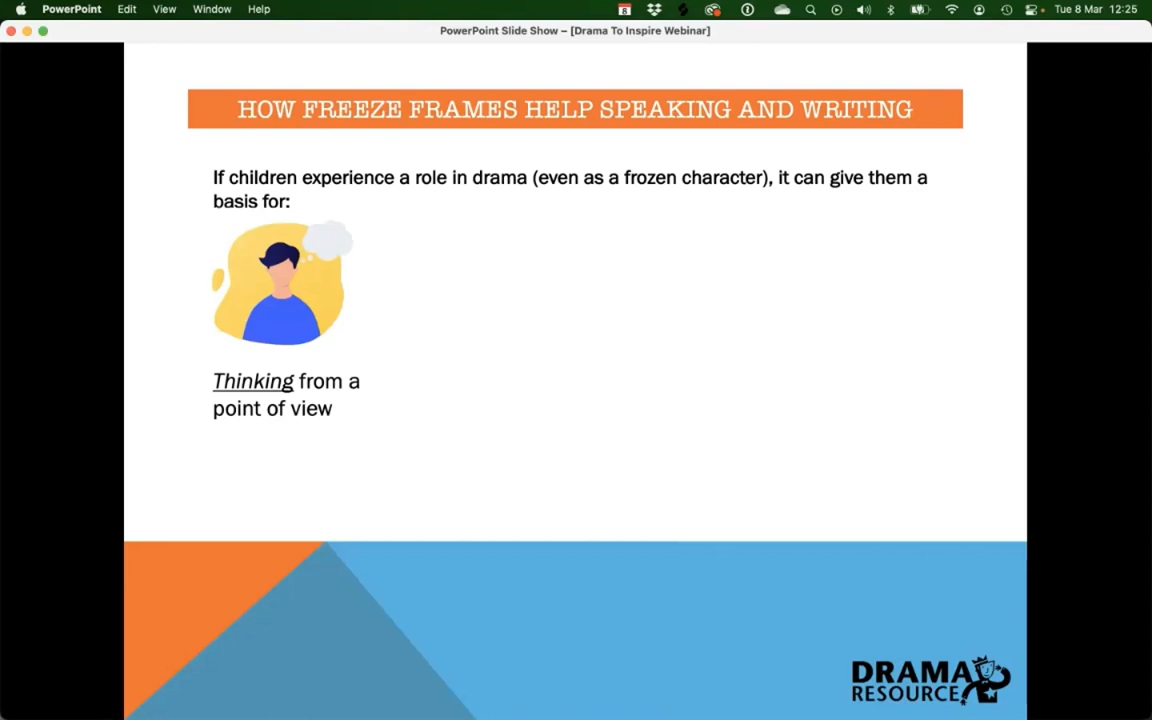 PowerPoint Edit View Window Help 8 Tue 8 Mar 12:25
PowerPoint Slide Show – [Drama To Inspire Webinar]
HOW FREEZE FRAMES HELP SPEAKING AND WRITING
If children experience a role in drama (even as a frozen character), it can give them a
basis for:
Thinking from a
point of view
DRAMA
RESOURCE